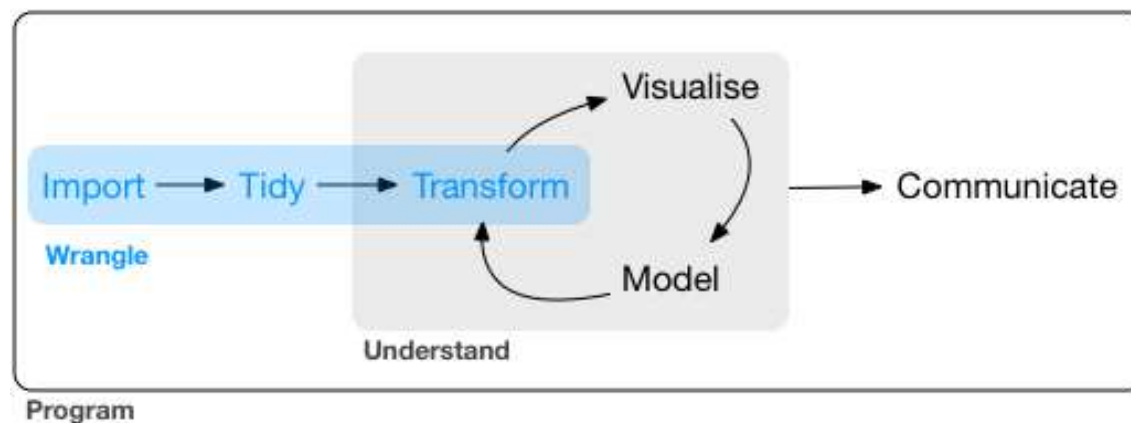 Visualise
Import Tidy Transform Communicate
Wrangle
Model
Understand
Program